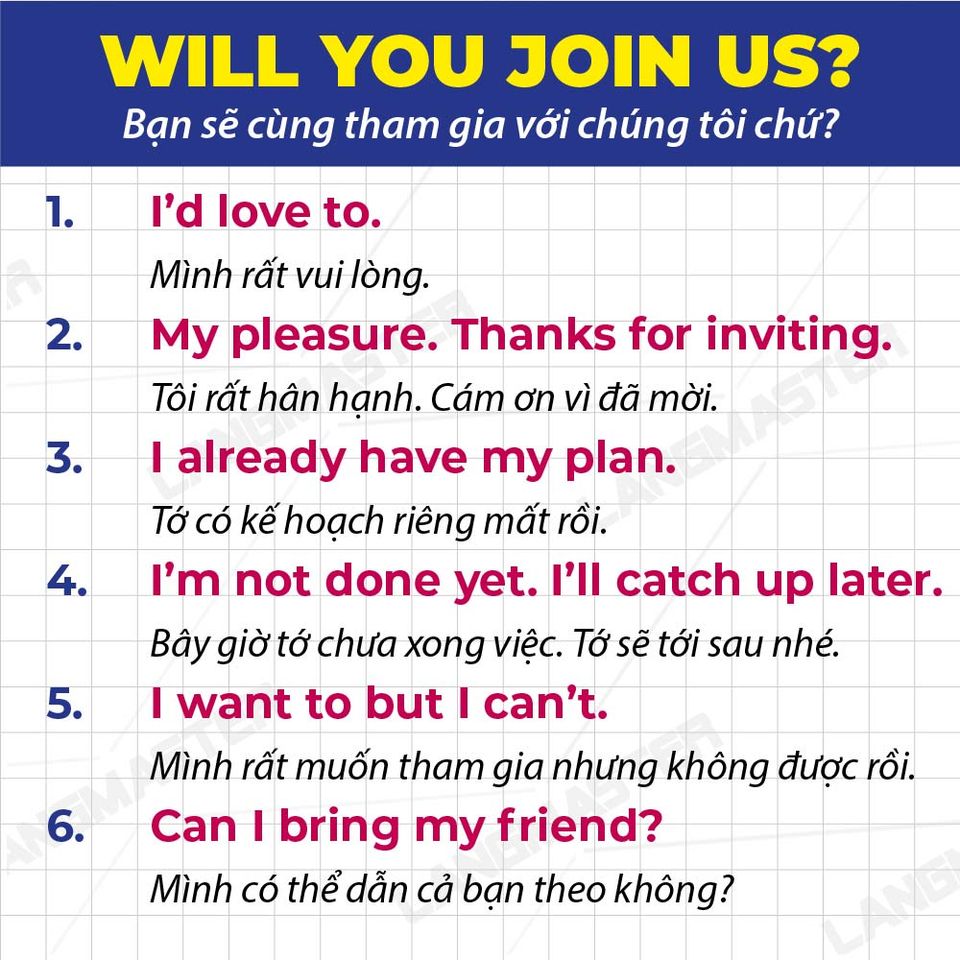 WILL YOU JOIN US?
Bạn sẽ cùng tham gia với chúng tôi chứ?
1. I'd love to.
Mình rất vui lòng.
2. My pleasure. Thanks for inviting.
Tôi rất hân hạnh. Cám ơn vì đã mời.
3. I already have my plan.
Tớ có kế hoạch riêng mất rồi.
4. I'm not done yet. I'll catch up later.
Bây giờ tớ chưa xong việc. Tớ sẽ tới sau nhé.
5. I want to but I can't.
Mình rất muốn tham gia nhưng không được rồi.
6. Can I bring my friend?
Mình có thể dẫn cả bạn theo không?
LANGMASTER
LANGMASTER
LANGMASTER
LANGMASTER